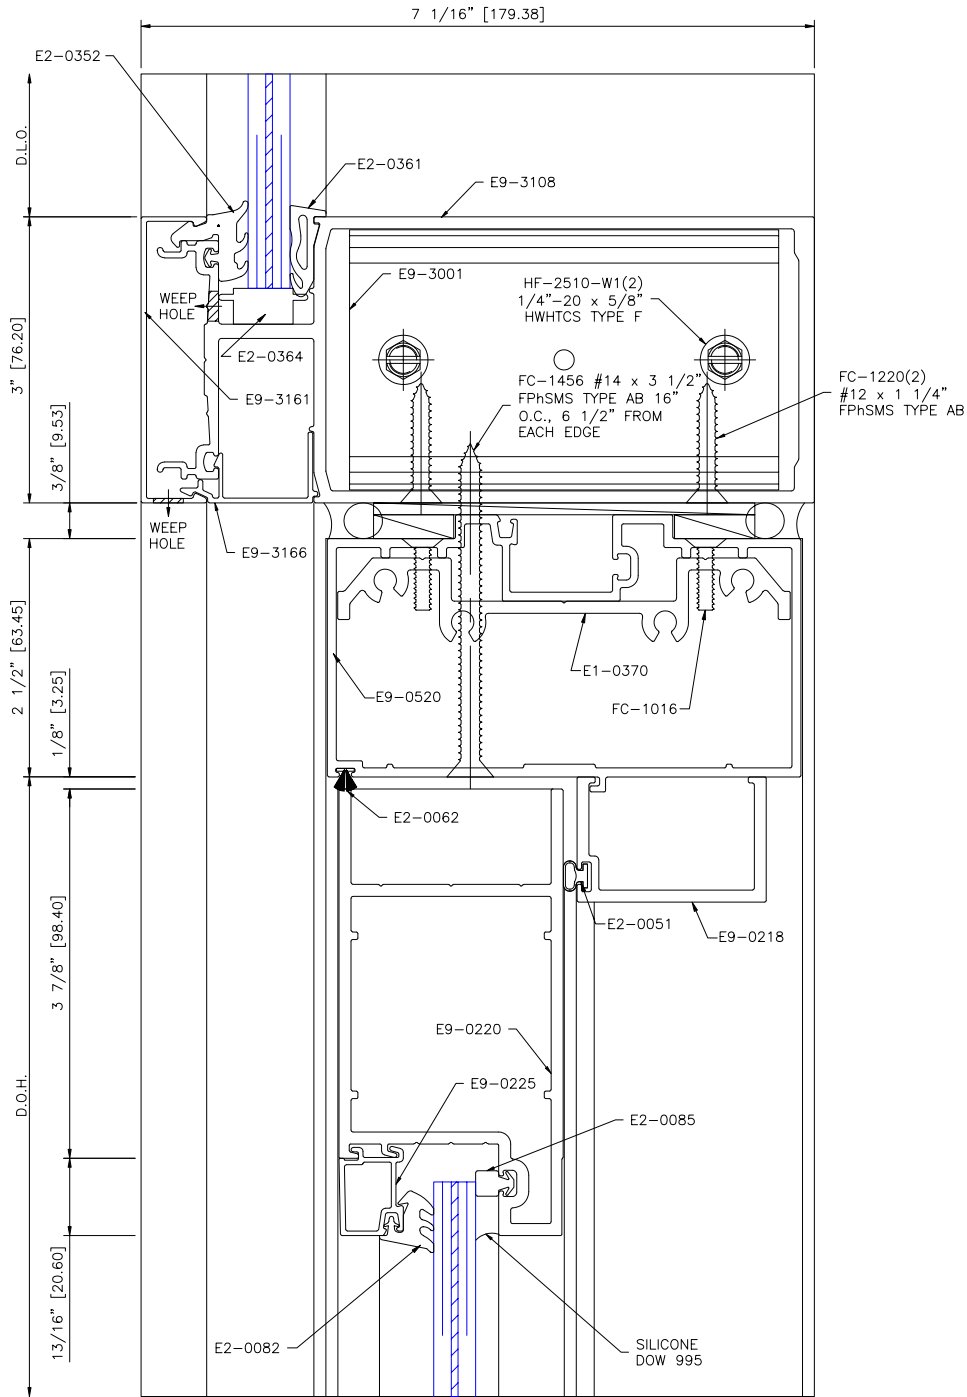 7 1/16" [179.38]
E2-0352
D.L.O.
E2-0361
E9-3108
E9-3001
HF-2510-W1(2)
1/4"-20 x 5/8"
HWHTCS TYPE F
WEEP
HOLE
3" [76.20]
E2-0364
FC-1456 #14 x 3 1/2"
FPhSMS TYPE AB 16"
O.C., 6 1/2" FROM
EACH EDGE
FC-1220(2)
#12 x 1 1/4"
FPhSMS TYPE AB
E9-3161
3/8" [9.53]
WEEP
HOLE
E9-3166
2 1/2" [63.45]
E1-0370
E9-0520
FC-1016
1/8" [3.25]
E2-0062
E2-0051
E9-0218
3 7/8" [98.40]
E9-0220
E9-0225
E2-0085
D.O.H.
13/16" [20.60]
E2-0082
SILICONE
DOW 995